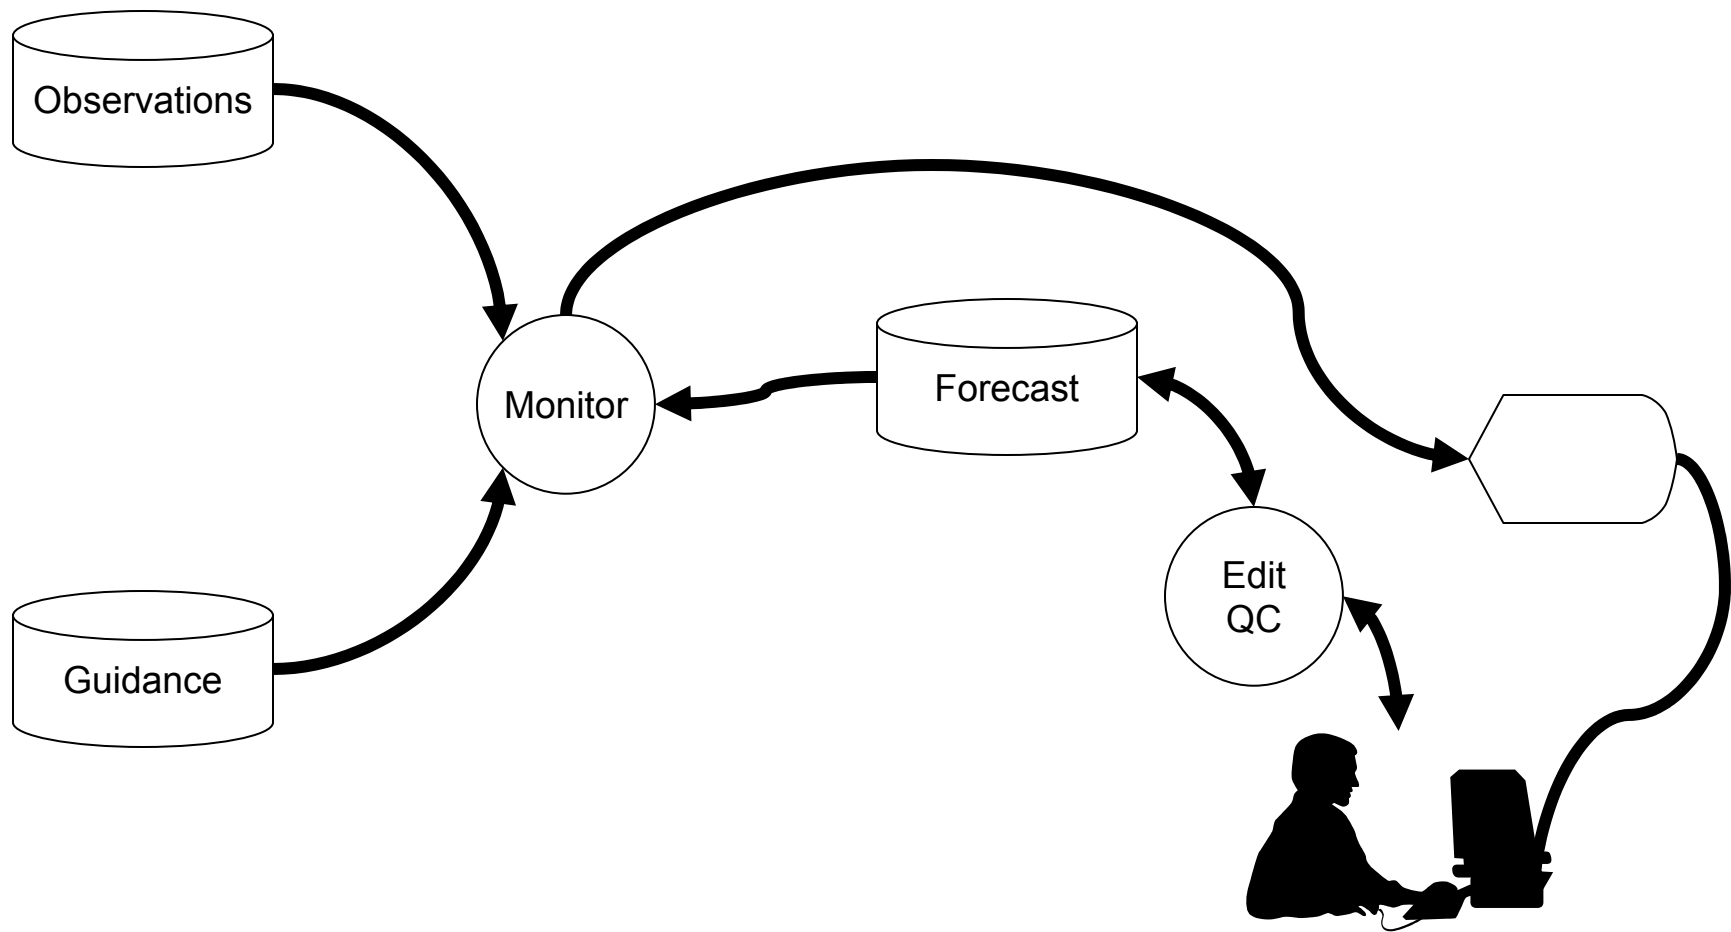 Observations
Monitor
Forecast
Edit
QC
Guidance